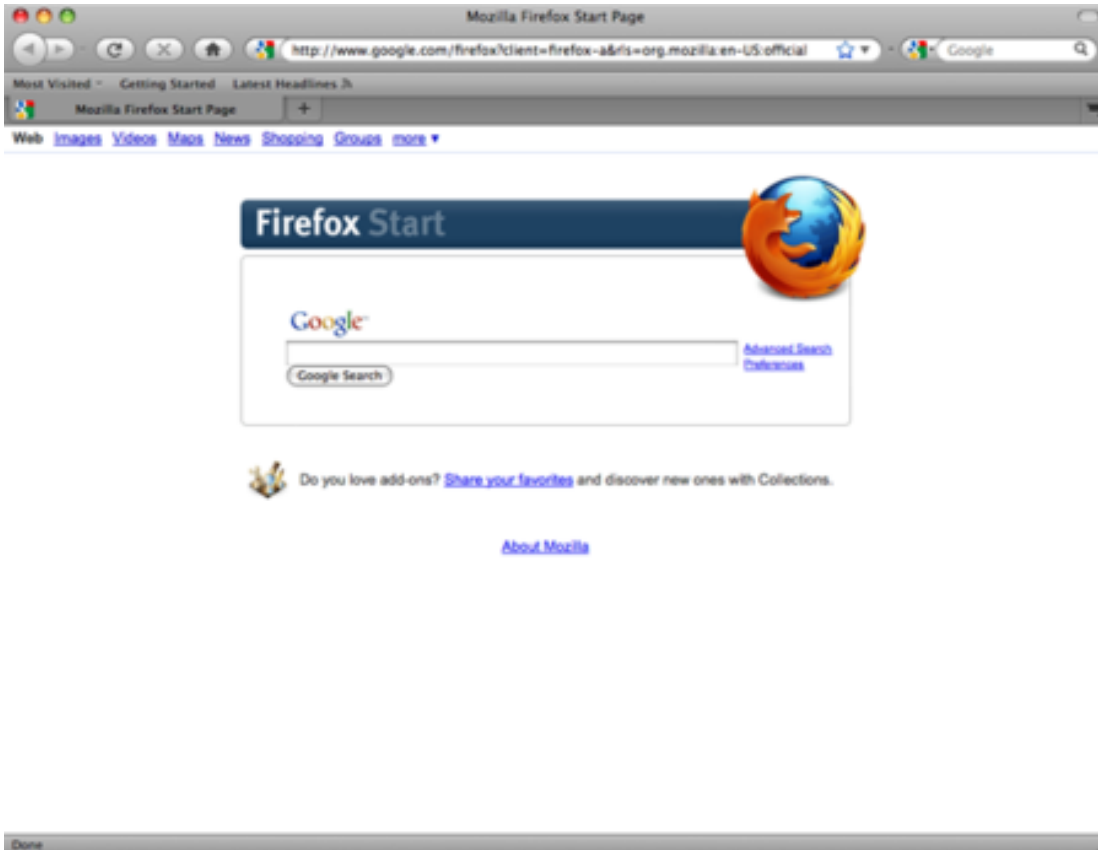 Mozilla Firefox Start Page
http://www.google.com/firefox?client=firefox-a&rls=org.mozilla:en-US:official
Google
Most Visited Getting Started Latest Headlines
Mozilla Firefox Start Page +
Web Images Videos Maps News Shopping Groups more ▼
Firefox Start
Google™
Advanced Search
Preferences
Google Search
Do you love add-ons? Share your favorites and discover new ones with Collections.
About Mozilla
Done